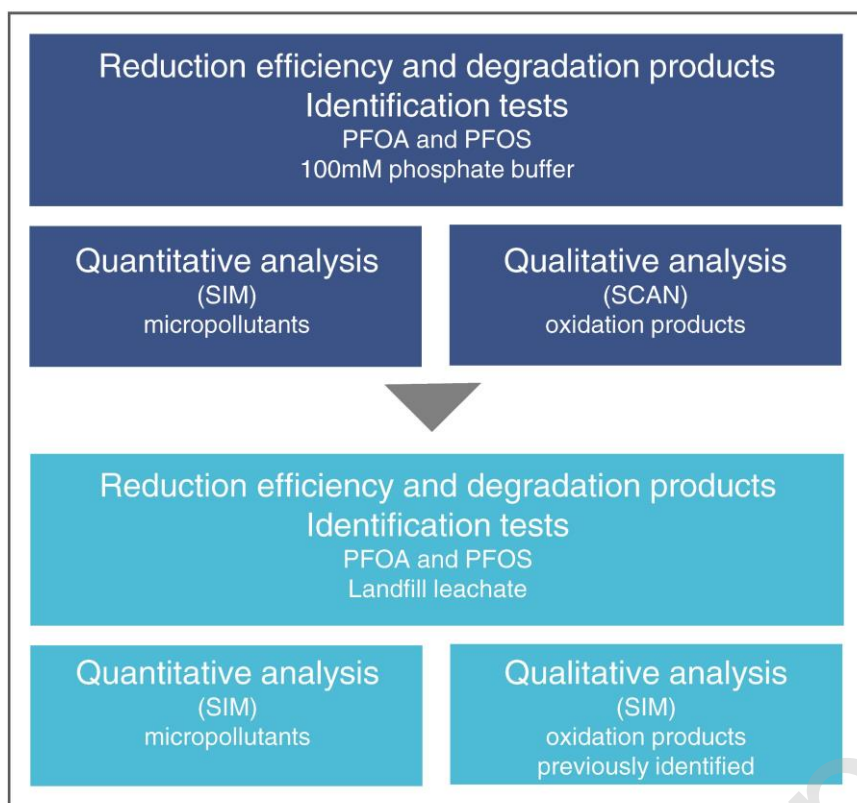 Reduction efficiency and degradation products
Identification tests
PFOA and PFOS
100mM phosphate buffer
Quantitative analysis
(SIM)
micropollutants
Qualitative analysis
(SCAN)
oxidation products
Reduction efficiency and degradation products
Identification tests
PFOA and PFOS
Landfill leachate
Quantitative analysis
(SIM)
micropollutants
Qualitative analysis
(SIM)
oxidation products
previously identified